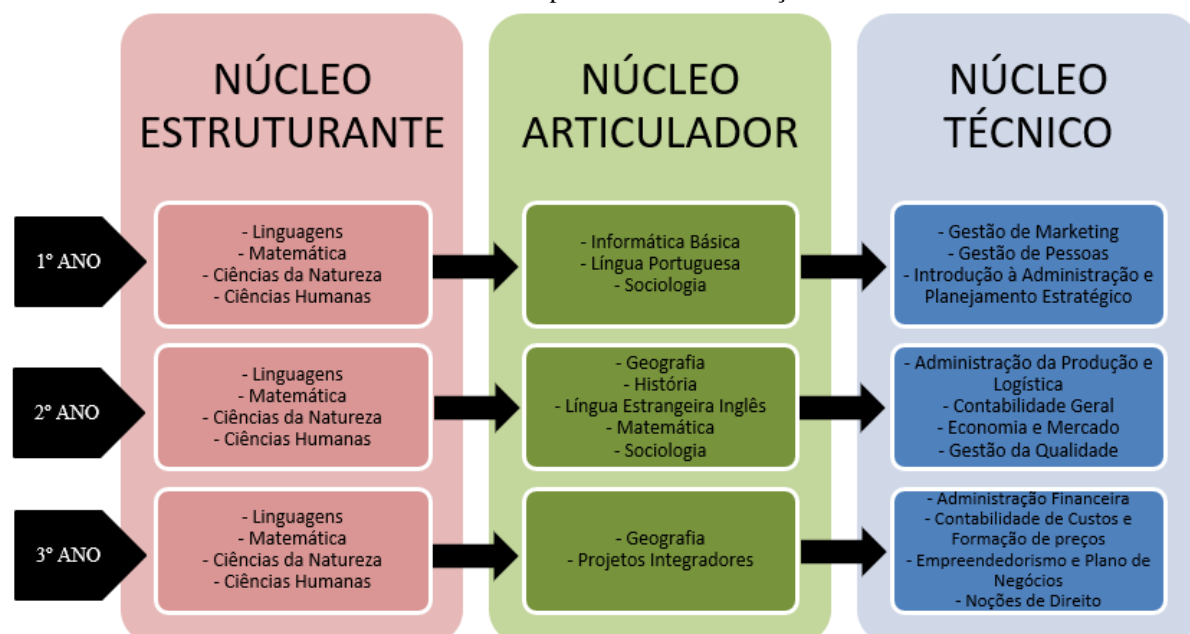 NÚCLEO
ESTRUTURANTE
NÚCLEO
ARTICULADOR
NÚCLEO
TÉCNICO
1º ANO
- Linguagens
- Matemática
- Ciências da Natureza
- Ciências Humanas
- Informática Básica
- Língua Portuguesa
- Sociologia
- Gestão de Marketing
- Gestão de Pessoas
- Introdução à Administração e
Planejamento Estratégico
2º ANO
- Linguagens
- Matemática
- Ciências da Natureza
- Ciências Humanas
- Geografia
- História
- Língua Estrangeira Inglês
- Matemática
- Sociologia
- Administração da Produção e
Logística
- Contabilidade Geral
- Economia e Mercado
- Gestão da Qualidade
3º ANO
- Linguagens
- Matemática
- Ciências da Natureza
- Ciências Humanas
- Geografia
- Projetos Integradores
- Administração Financeira
- Contabilidade de Custos e
Formação de preços
- Empreendedorismo e Plano de
Negócios
- Noções de Direito